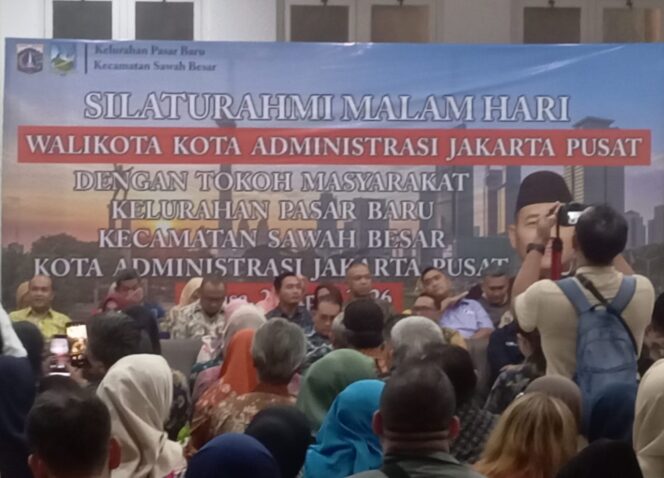 Kelurahan Pasar Baru
Kecamatan Sawah Besar
SILATURAHMI MALAM HARI
WALIKOTA KOTA ADMINISTRASI JAKARTA PUSAT
DENGAN TOKOH MASYARAKAT
KELURAHAN PASAR BARU
KECAMATAN SAWAH BESAR
KOTA ADMINISTRASI JAKARTA PUSAT